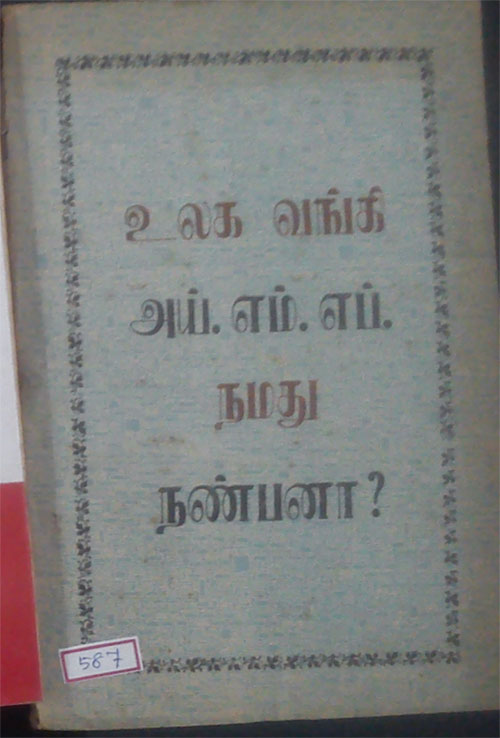 உலக வங்கி
அய். எம். எப்.
நமது
நண்பனா?
587